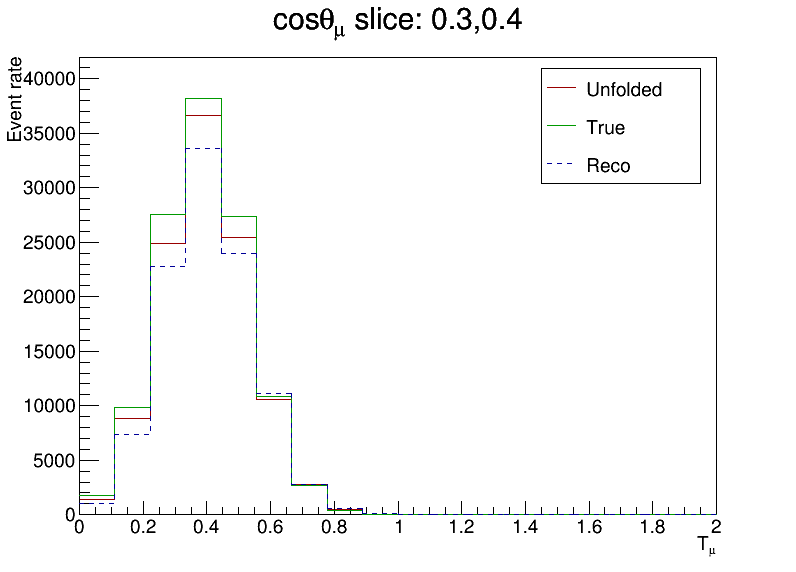 cosθμ slice: 0.3,0.4
Event rate
40000
35000
30000
25000
20000
15000
10000
5000
0
Unfolded
True
Reco
0 0.2 0.4 0.6 0.8 1 1.2 1.4 1.6 1.8 2
Tμ